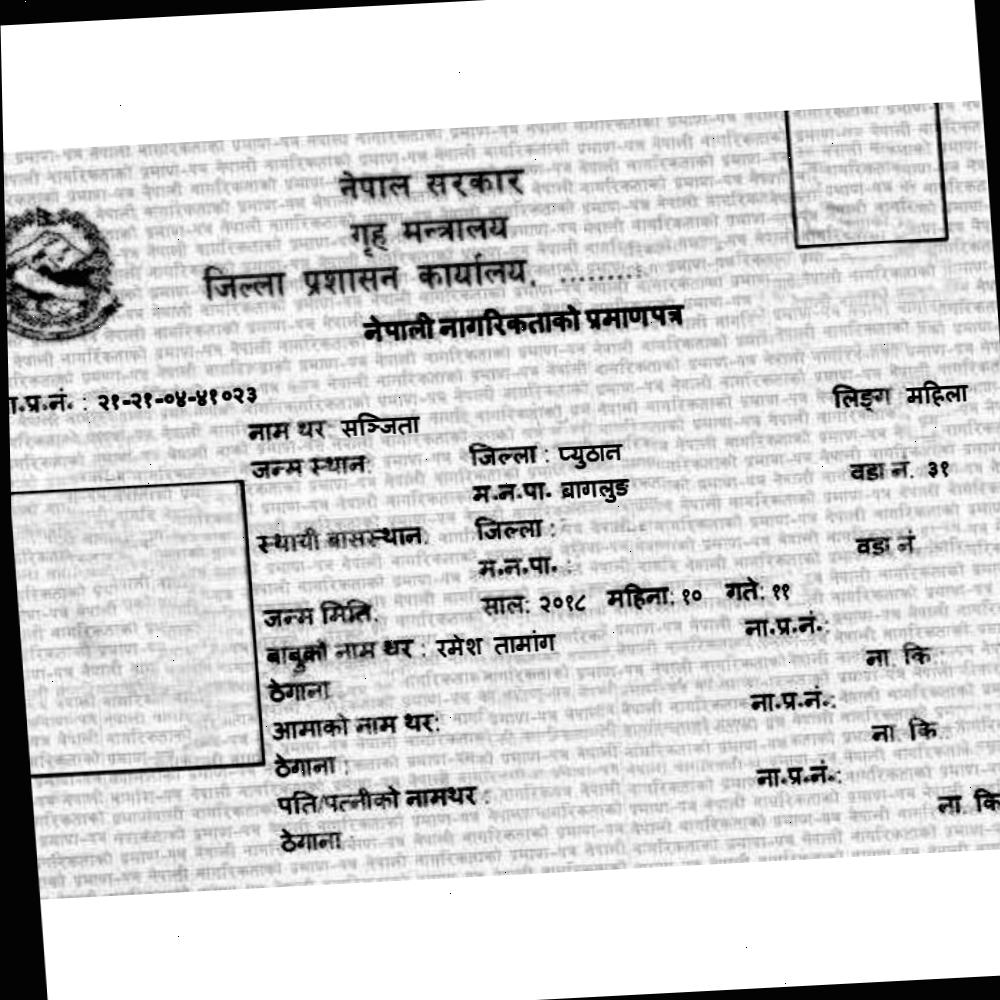 नेपाल सरकार
गृह मन्त्रालय
जिल्ला प्रशासन कार्यालय, .........
नेपाली नागरिकताको प्रमाणपत्र
ा.प्र.नं. : २१-२१-०४-४१०२३ लिङ्ग महिला
नाम थर सञ्जिता
जन्म स्थान: जिल्ला : प्युठान वडा नं. ३१
म.न.पा. बागलुङ
स्थायी बासस्थान: जिल्ला : वडा नं
म.न.पा. :
जन्म मिति: साल: २०१८ महिना: १० गते: ११
बाबुको नाम थर : रमेश तामांग ना.प्र.नं.:
ठेगाना ना. कि.
आमाको नाम थर: ना.प्र.नं.:
ठेगाना : ना. कि.
पति/पत्नीको नामथर : ना.प्र.नं.:
ठेगाना : ना. कि